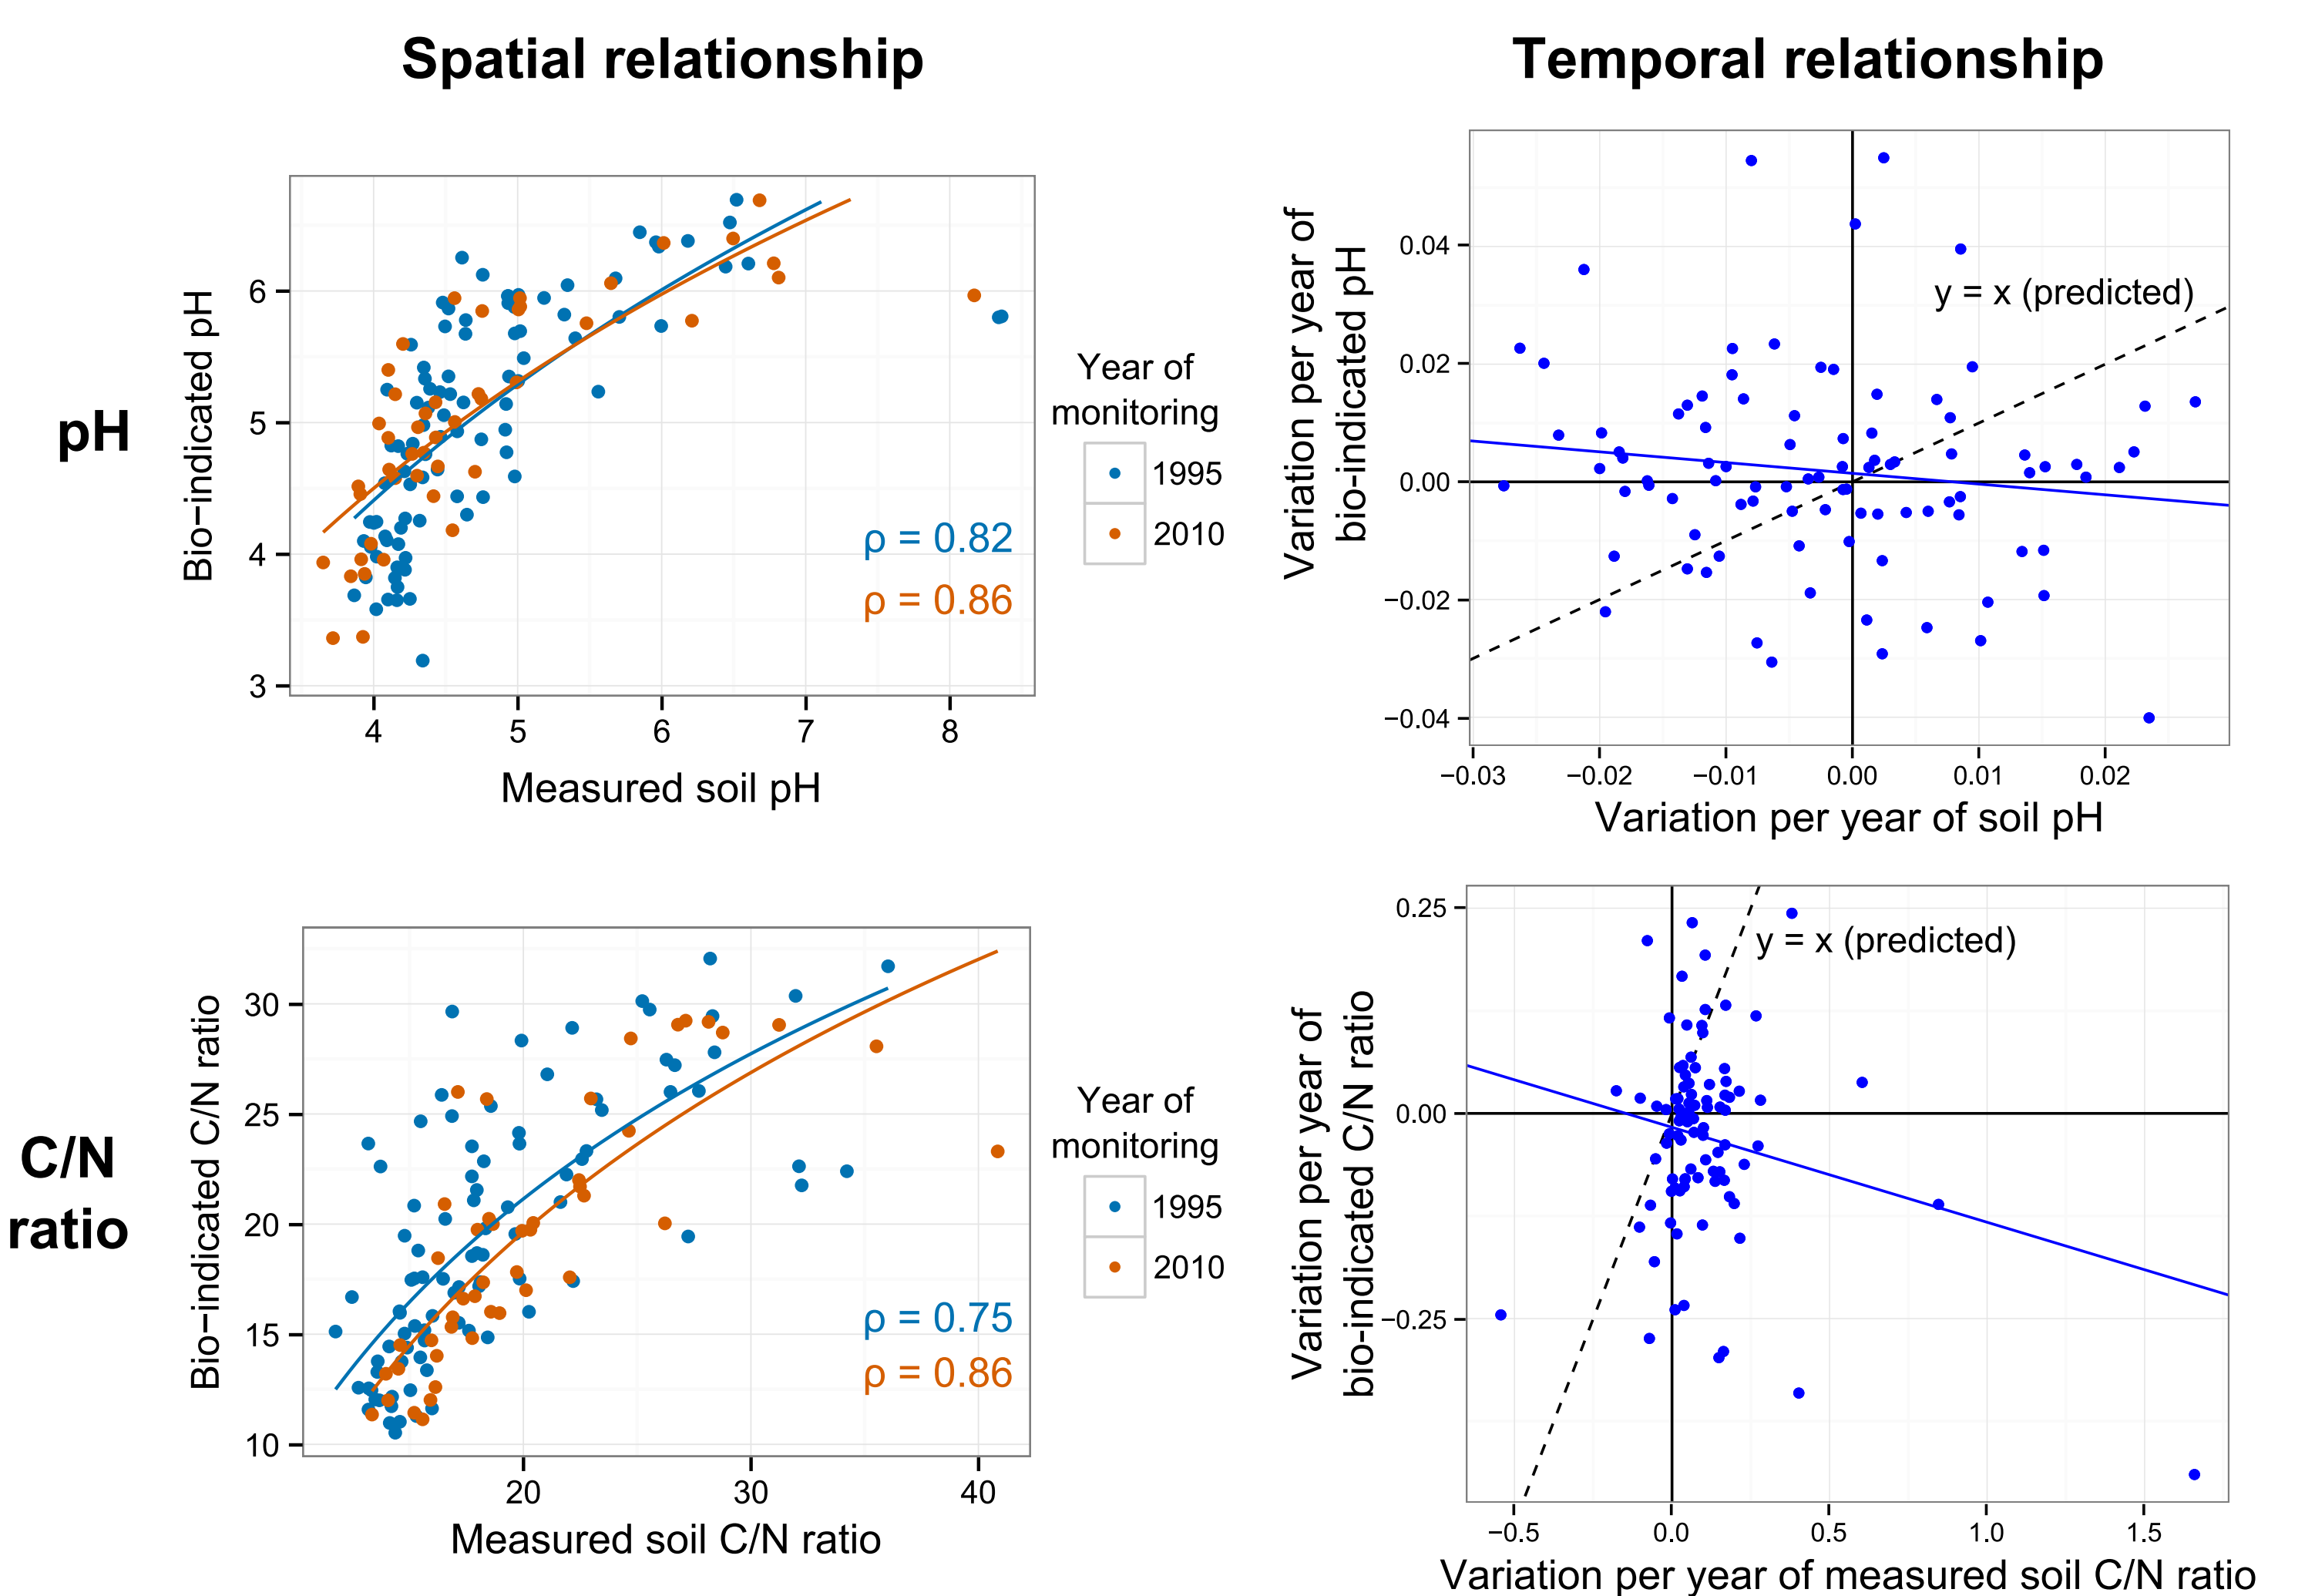 Spatial relationship
Temporal relationship
pH
Bio−indicated pH
6
5
4
3
4 5 6 7 8
Measured soil pH
ρ = 0.82
ρ = 0.86
Year of
monitoring
1995
2010
Variation per year of
bio-indicated pH
0.04
0.02
0.00
−0.02
−0.04
y = x (predicted)
−0.03 −0.02 −0.01 0.00 0.01 0.02
Variation per year of soil pH
C/N
ratio
Bio−indicated C/N ratio
30
25
20
15
10
20 30 40
Measured soil C/N ratio
ρ = 0.75
ρ = 0.86
Year of
monitoring
1995
2010
Variation per year of
bio-indicated C/N ratio
0.25
0.00
−0.25
y = x (predicted)
−0.5 0.0 0.5 1.0 1.5
Variation per year of measured soil C/N ratio